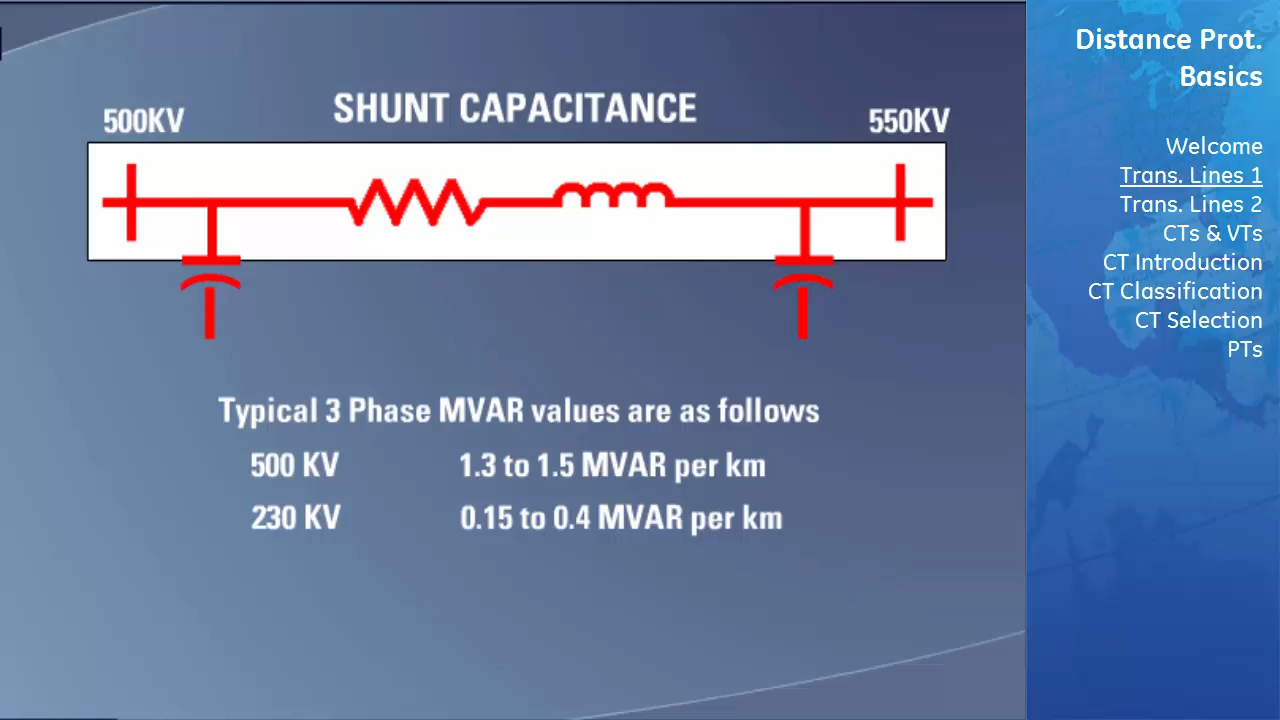 SHUNT CAPACITANCE
500KV
550KV
Typical 3 Phase MVAR values are as follows
500 KV 1.3 to 1.5 MVAR per km
230 KV 0.15 to 0.4 MVAR per km
Distance Prot.
Basics
Welcome
Trans. Lines 1
Trans. Lines 2
CTs & VTs
CT Introduction
CT Classification
CT Selection
PTs